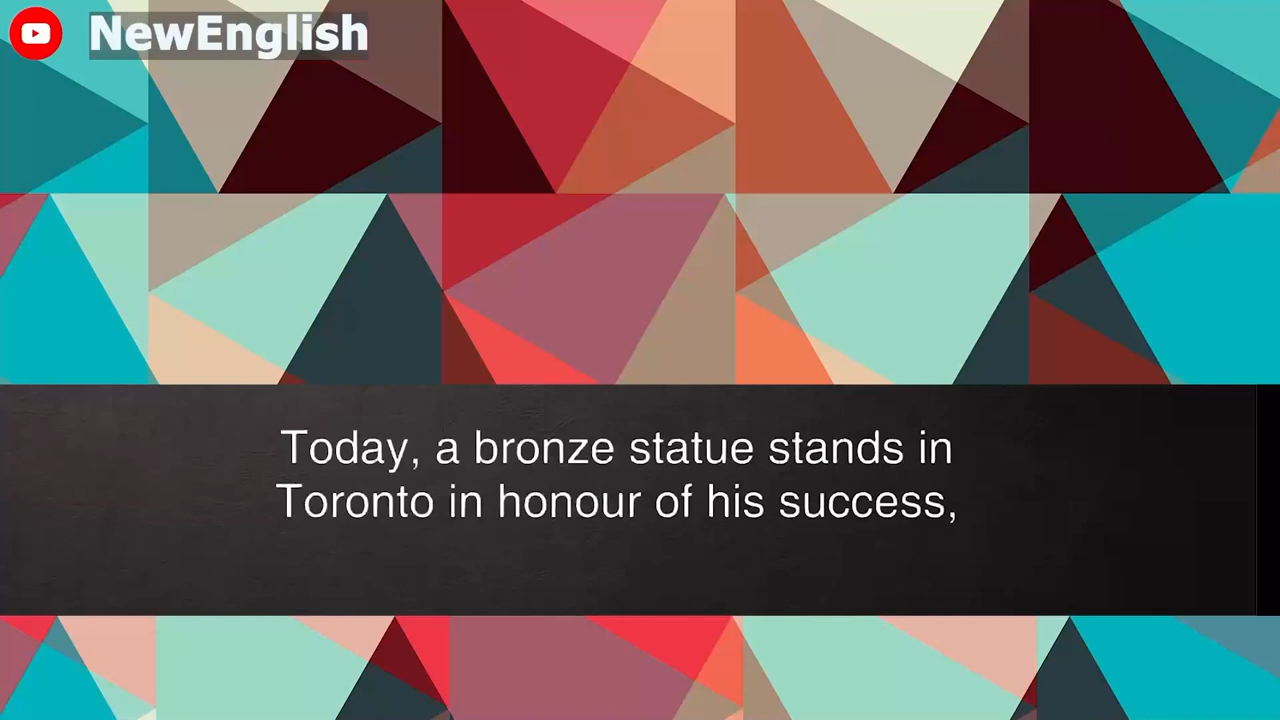 NewEnglish
Today, a bronze statue stands in
Toronto in honour of his success,